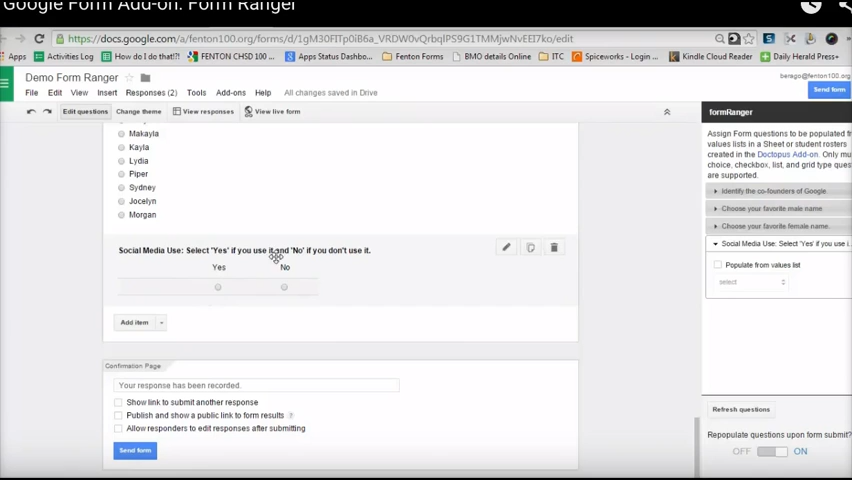 Google Form Add-on: Form Ranger
https://docs.google.com/a/fenton100.org/forms/d/1gM30FITp0iB6a_VRDW0vQrbqlPS9G1TMMjwNvEEI7ko/edit
Apps Activities Log How do I do that?! FENTON CHSD 100 ... Apps Status Dashboard Fenton Forms BMO details Online ITC Spiceworks - Login ... Kindle Cloud Reader Daily Herald Press+
Demo Form Ranger
berago@fenton100.org
File Edit View Insert Responses (2) Tools Add-ons Help All changes saved in Drive
Send form
Edit questions Change theme View responses View live form
formRanger
Makayla
Kayla
Lydia
Piper
Sydney
Jocelyn
Morgan
Assign Form questions to be populated f
values lists in a Sheet or student rosters
created in the Doctopus Add-on. Only mu
choice, checkbox, list, and grid type ques
are supported.
Identify the co-founders of Google
Choose your favorite male name
Choose your favorite female name.
Social Media Use: Select 'Yes' if you use i...
Populate from values list
select
Social Media Use: Select 'Yes' if you use it and 'No' if you don't use it.
Yes No
Add item
Confirmation Page
Your response has been recorded.
Show link to submit another response
Publish and show a public link to form results ?
Allow responders to edit responses after submitting
Send form
Refresh questions
Repopulate questions upon form submit?
OFF ON